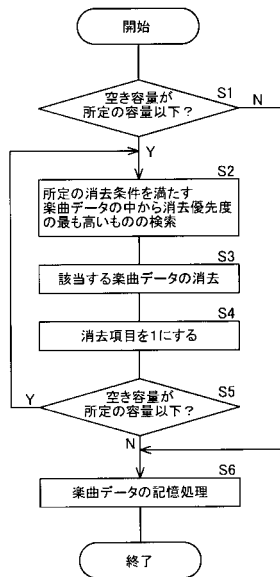 開始
S1
空き容量が
所定の容量以下？
N
Y
S2
所定の消去条件を満たす
楽曲データの中から消去優先度
の最も高いものの検索
S3
該当する楽曲データの消去
S4
消去項目を1にする
Y
S5
空き容量が
所定の容量以下？
N
S6
楽曲データの記憶処理
終了